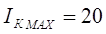 I_{K MAX} = 20